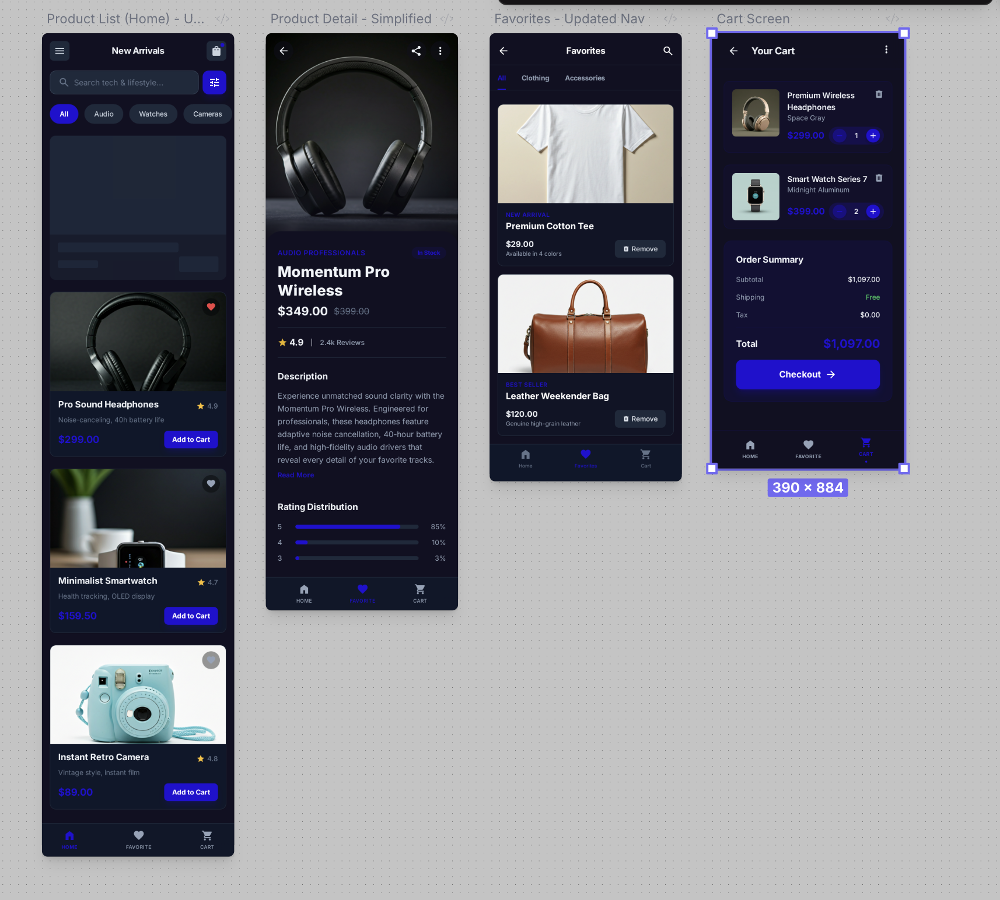 Product List (Home) - U...
New Arrivals
Search tech & lifestyle...
All
Audio
Watches
Cameras
Pro Sound Headphones
4.9
Noise-canceling, 40h battery life
$299.00
Add to Cart
Minimalist Smartwatch
4.7
Health tracking, OLED display
$159.50
Add to Cart
Instant Retro Camera
4.8
Vintage style, instant film
$89.00
Add to Cart
HOME
FAVORITE
CART
Product Detail - Simplified
AUDIO PROFESSIONALS
In Stock
Momentum Pro
Wireless
$349.00 $399.00
4.9
2.4k Reviews
Description
Experience unmatched sound clarity with the
Momentum Pro Wireless. Engineered for
professionals, these headphones feature
adaptive noise cancellation, 40-hour battery
life, and high-fidelity audio drivers that
reveal every detail of your favorite tracks.
Read More
Rating Distribution
5 85%
4 10%
3 3%
HOME
FAVORITE
CART
Favorites - Updated Nav
Favorites
All
Clothing
Accessories
NEW ARRIVAL
Premium Cotton Tee
$29.00
Available in 4 colors
Remove
BEST SELLER
Leather Weekender Bag
$120.00
Genuine high-grain leather
Remove
Home
Favorites
Cart
Cart Screen
Your Cart
Premium Wireless
Headphones
Space Gray
$299.00
1
Smart Watch Series 7
Midnight Aluminum
$399.00
2
Order Summary
Subtotal $1,097.00
Shipping Free
Tax $0.00
Total $1,097.00
Checkout
HOME
FAVORITE
CART
390 × 884